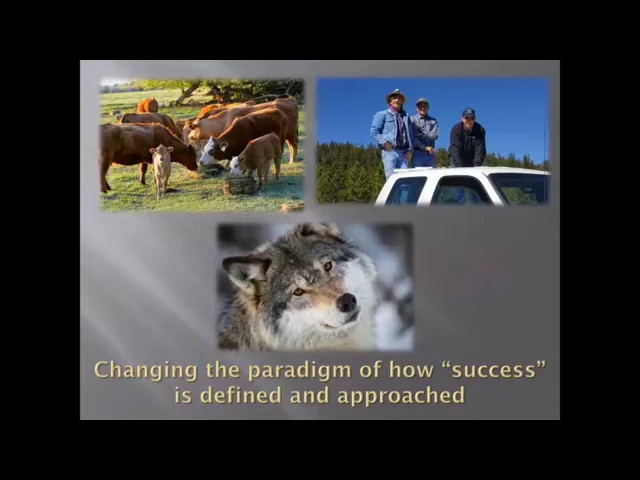 Changing the paradigm of how “success”
is defined and approached